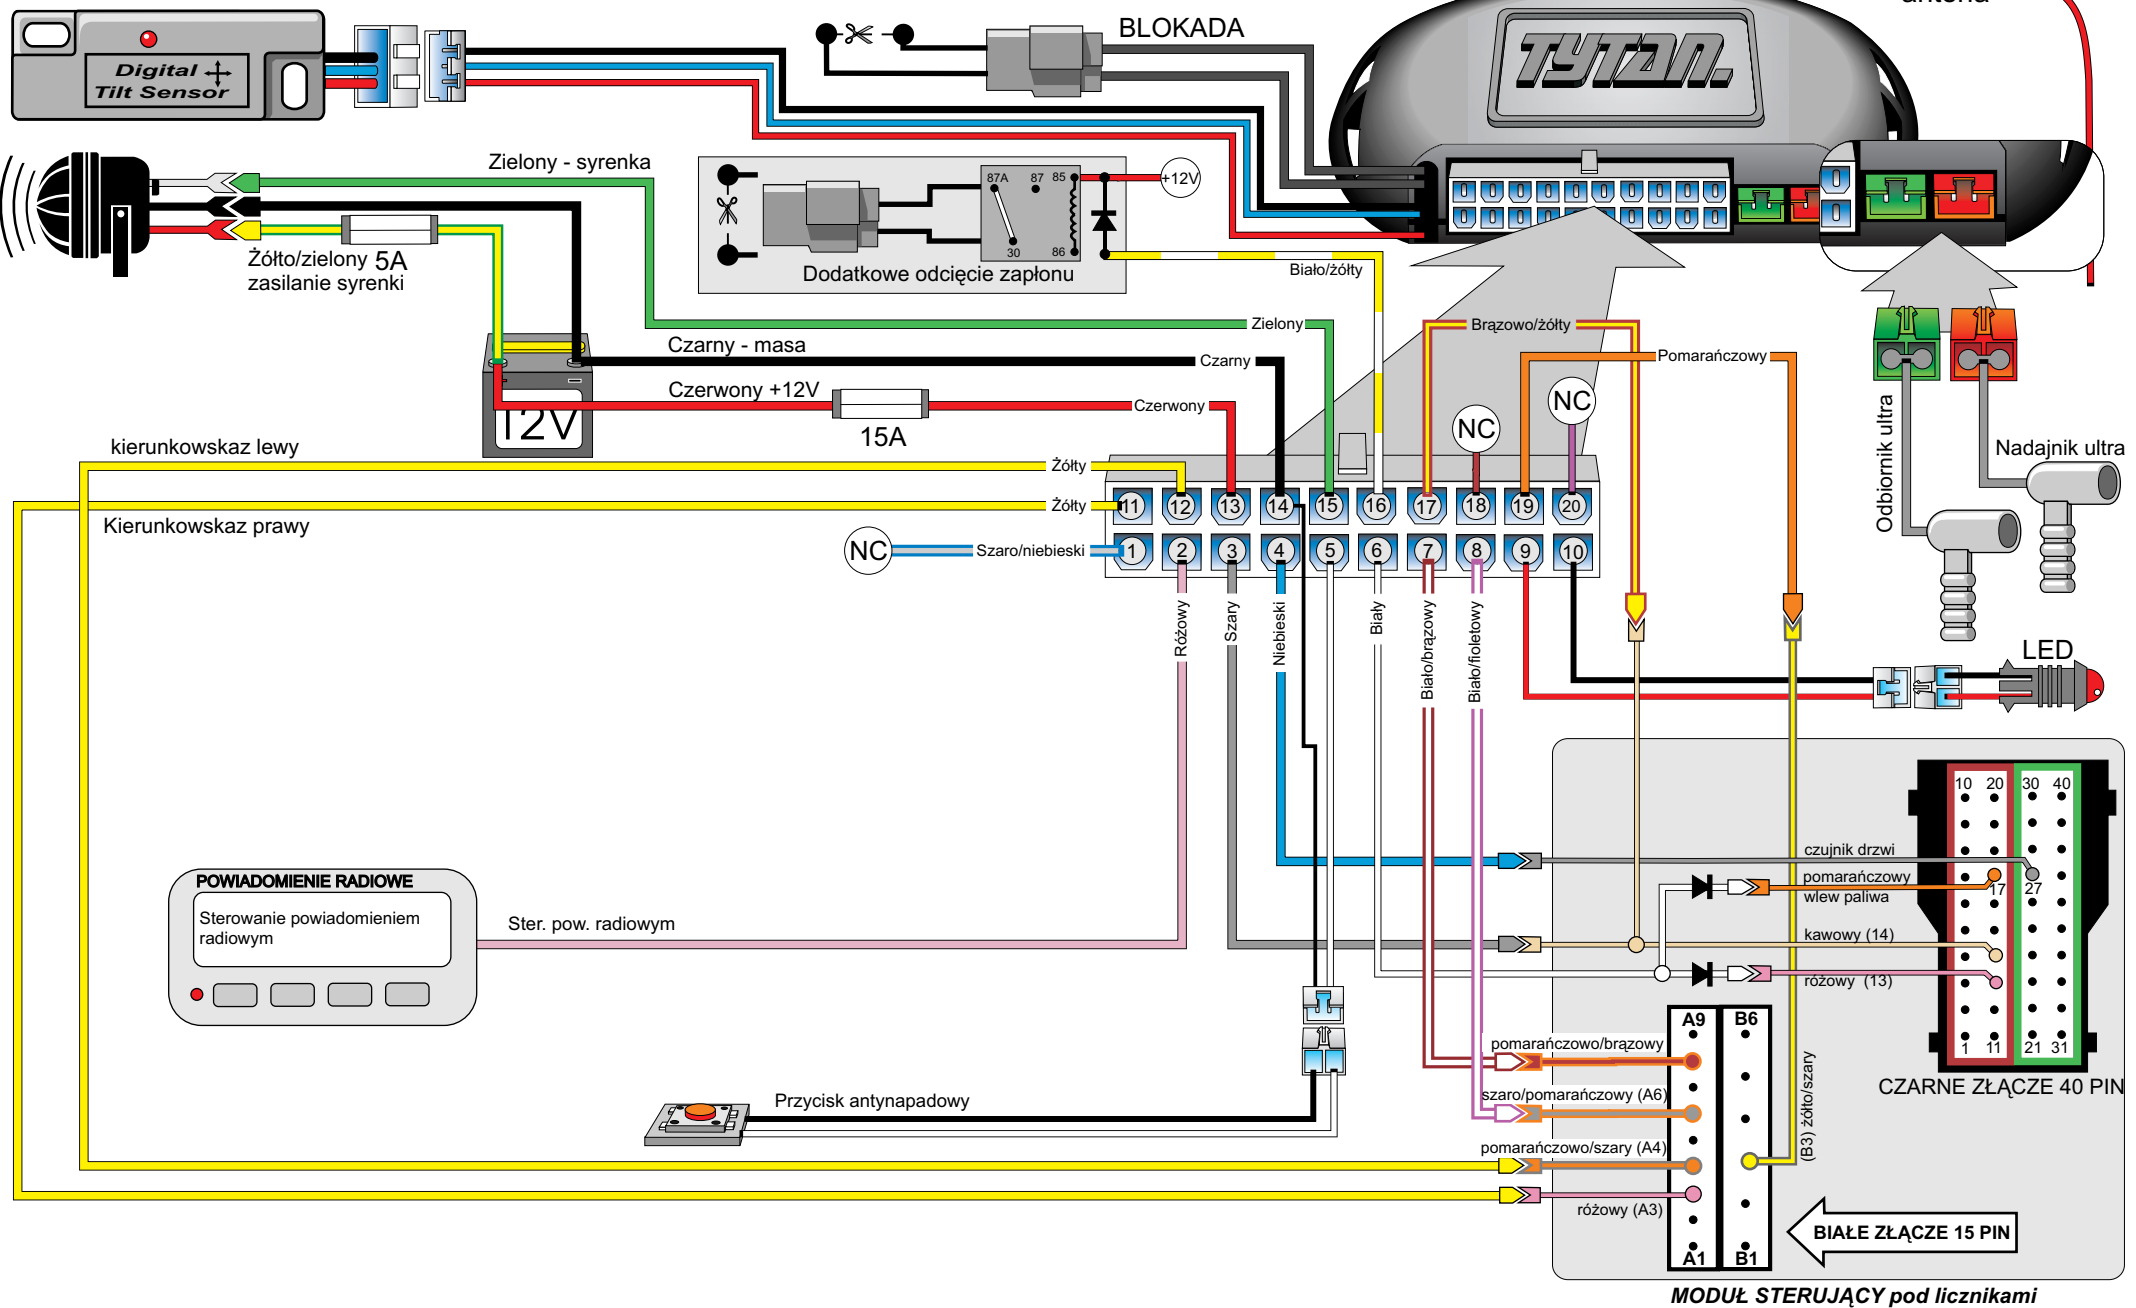 antena
BLOKADA
TYTAN.
Digital
Tilt Sensor
Zielony - syrenka
87A
87
85
+12V
30
86
Dodatkowe odcięcie zapłonu
Biało/żółty
Żółto/zielony 5A
zasilanie syrenki
Zielony
Brązowo/żółty
Czarny - masa
Czarny
Pomarańczowy
Czerwony +12V
Czerwony
12V
15A
NC
NC
kierunkowskaz lewy
Żółty
Kierunkowskaz prawy
Żółty
Odbiornik ultra
Nadajnik ultra
11 12 13 14 15 16 17 18 19 20
NC
Szaro/niebieski
1 2 3 4 5 6 7 8 9 10
Różowy
Szary
Niebieski
Biały
Biało/brązowy
Biało/fioletowy
LED
10 20 30 40
czujnik drzwi
pomarańczowy
wlew paliwa
17 27
kawowy (14)
różowy (13)
1 11 21 31
CZARNE ZŁĄCZE 40 PIN
POWIADOMIENIE RADIOWE
Sterowanie powiadomieniem
radiowym
Ster. pow. radiowym
Przycisk antynapadowy
A9 B6
pomarańczowo/brązowy
szaro/pomarańczowy (A6)
pomarańczowo/szary (A4)
różowy (A3)
(B3) żółto/szary
A1 B1
BIAŁE ZŁĄCZE 15 PIN
MODUŁ STERUJĄCY pod licznikami